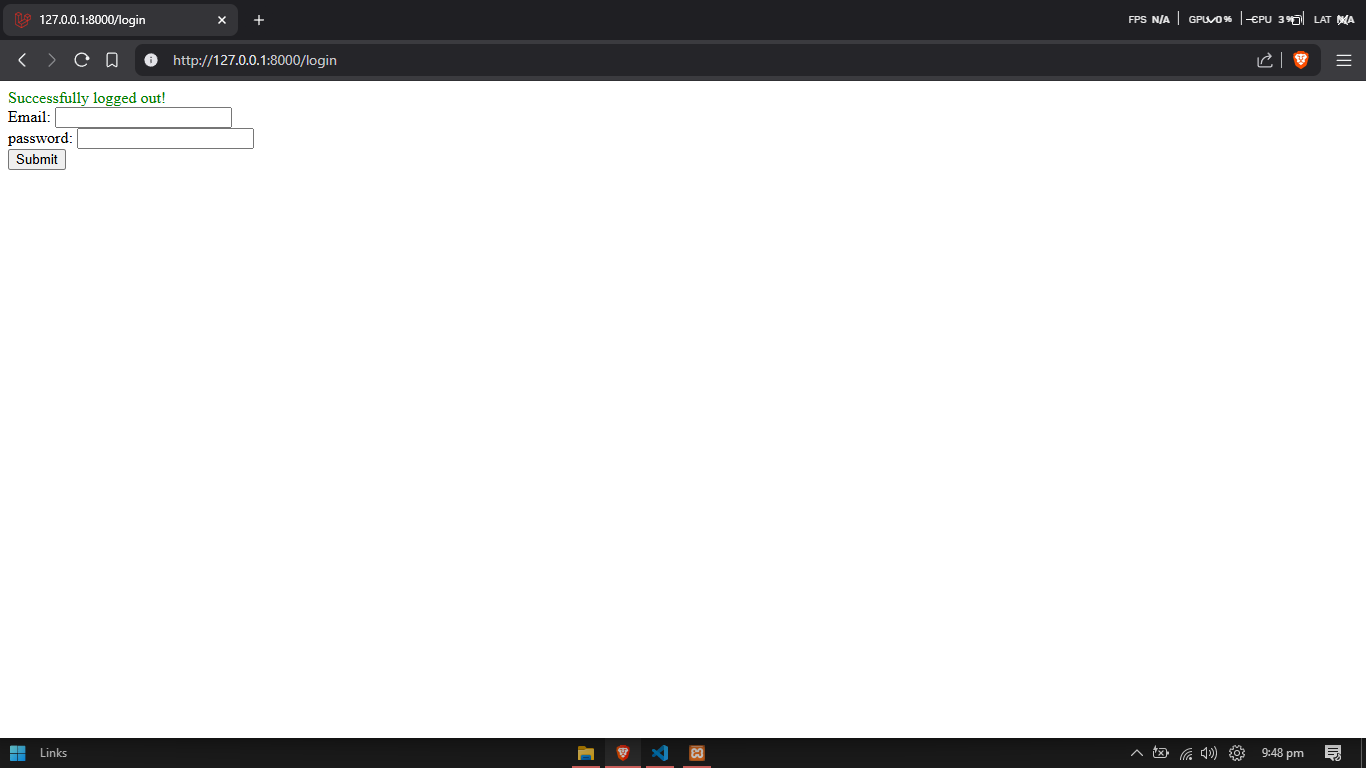 127.0.0.1:8000/login
FPS N/A GPU 0 % CPU 3 % LAT N/A
http://127.0.0.1:8000/login
Successfully logged out!
Email:
password:
Submit
Links
9:48 pm